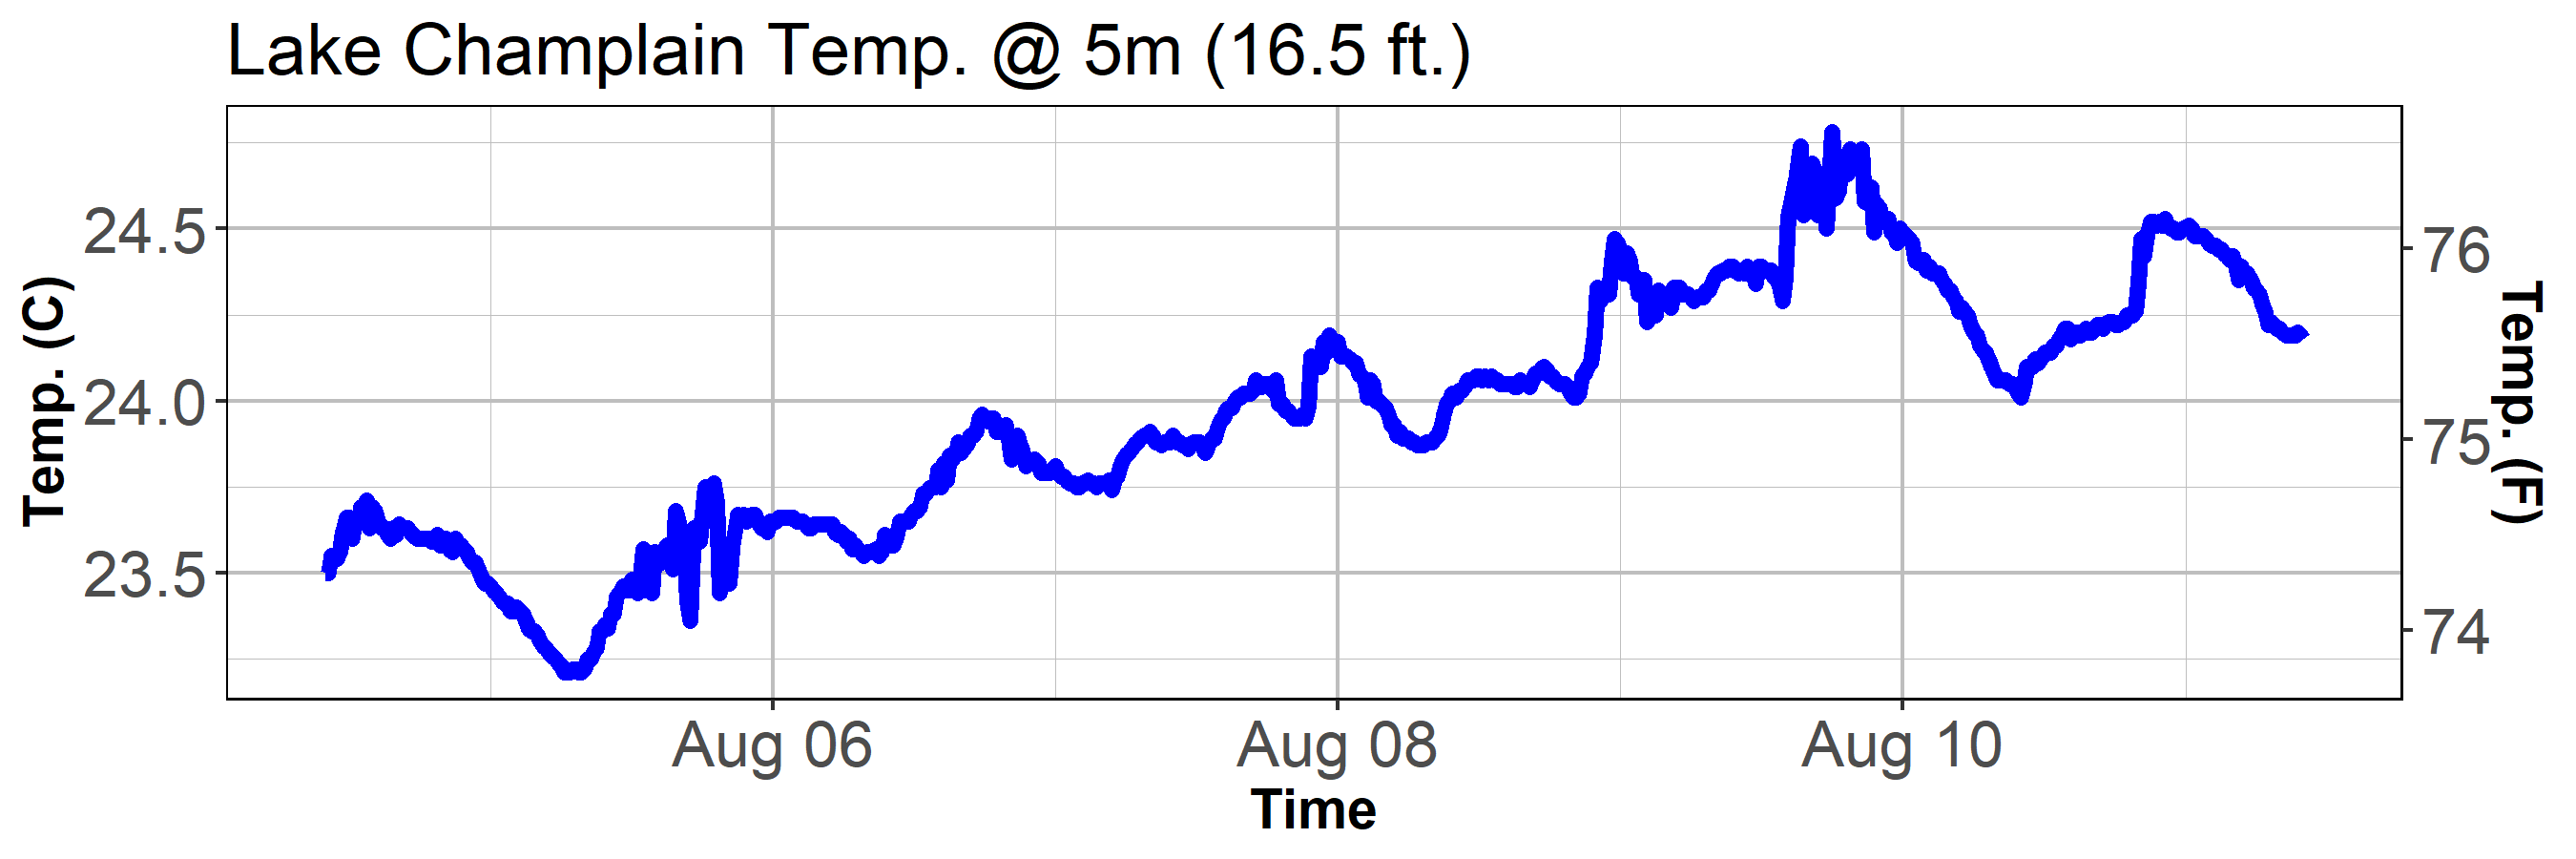 Lake Champlain Temp. @ 5m (16.5 ft.)
Temp. (C)
24.5
24.0
23.5
76
75
74
Temp. (F)
Aug 06 Aug 08 Aug 10
Time